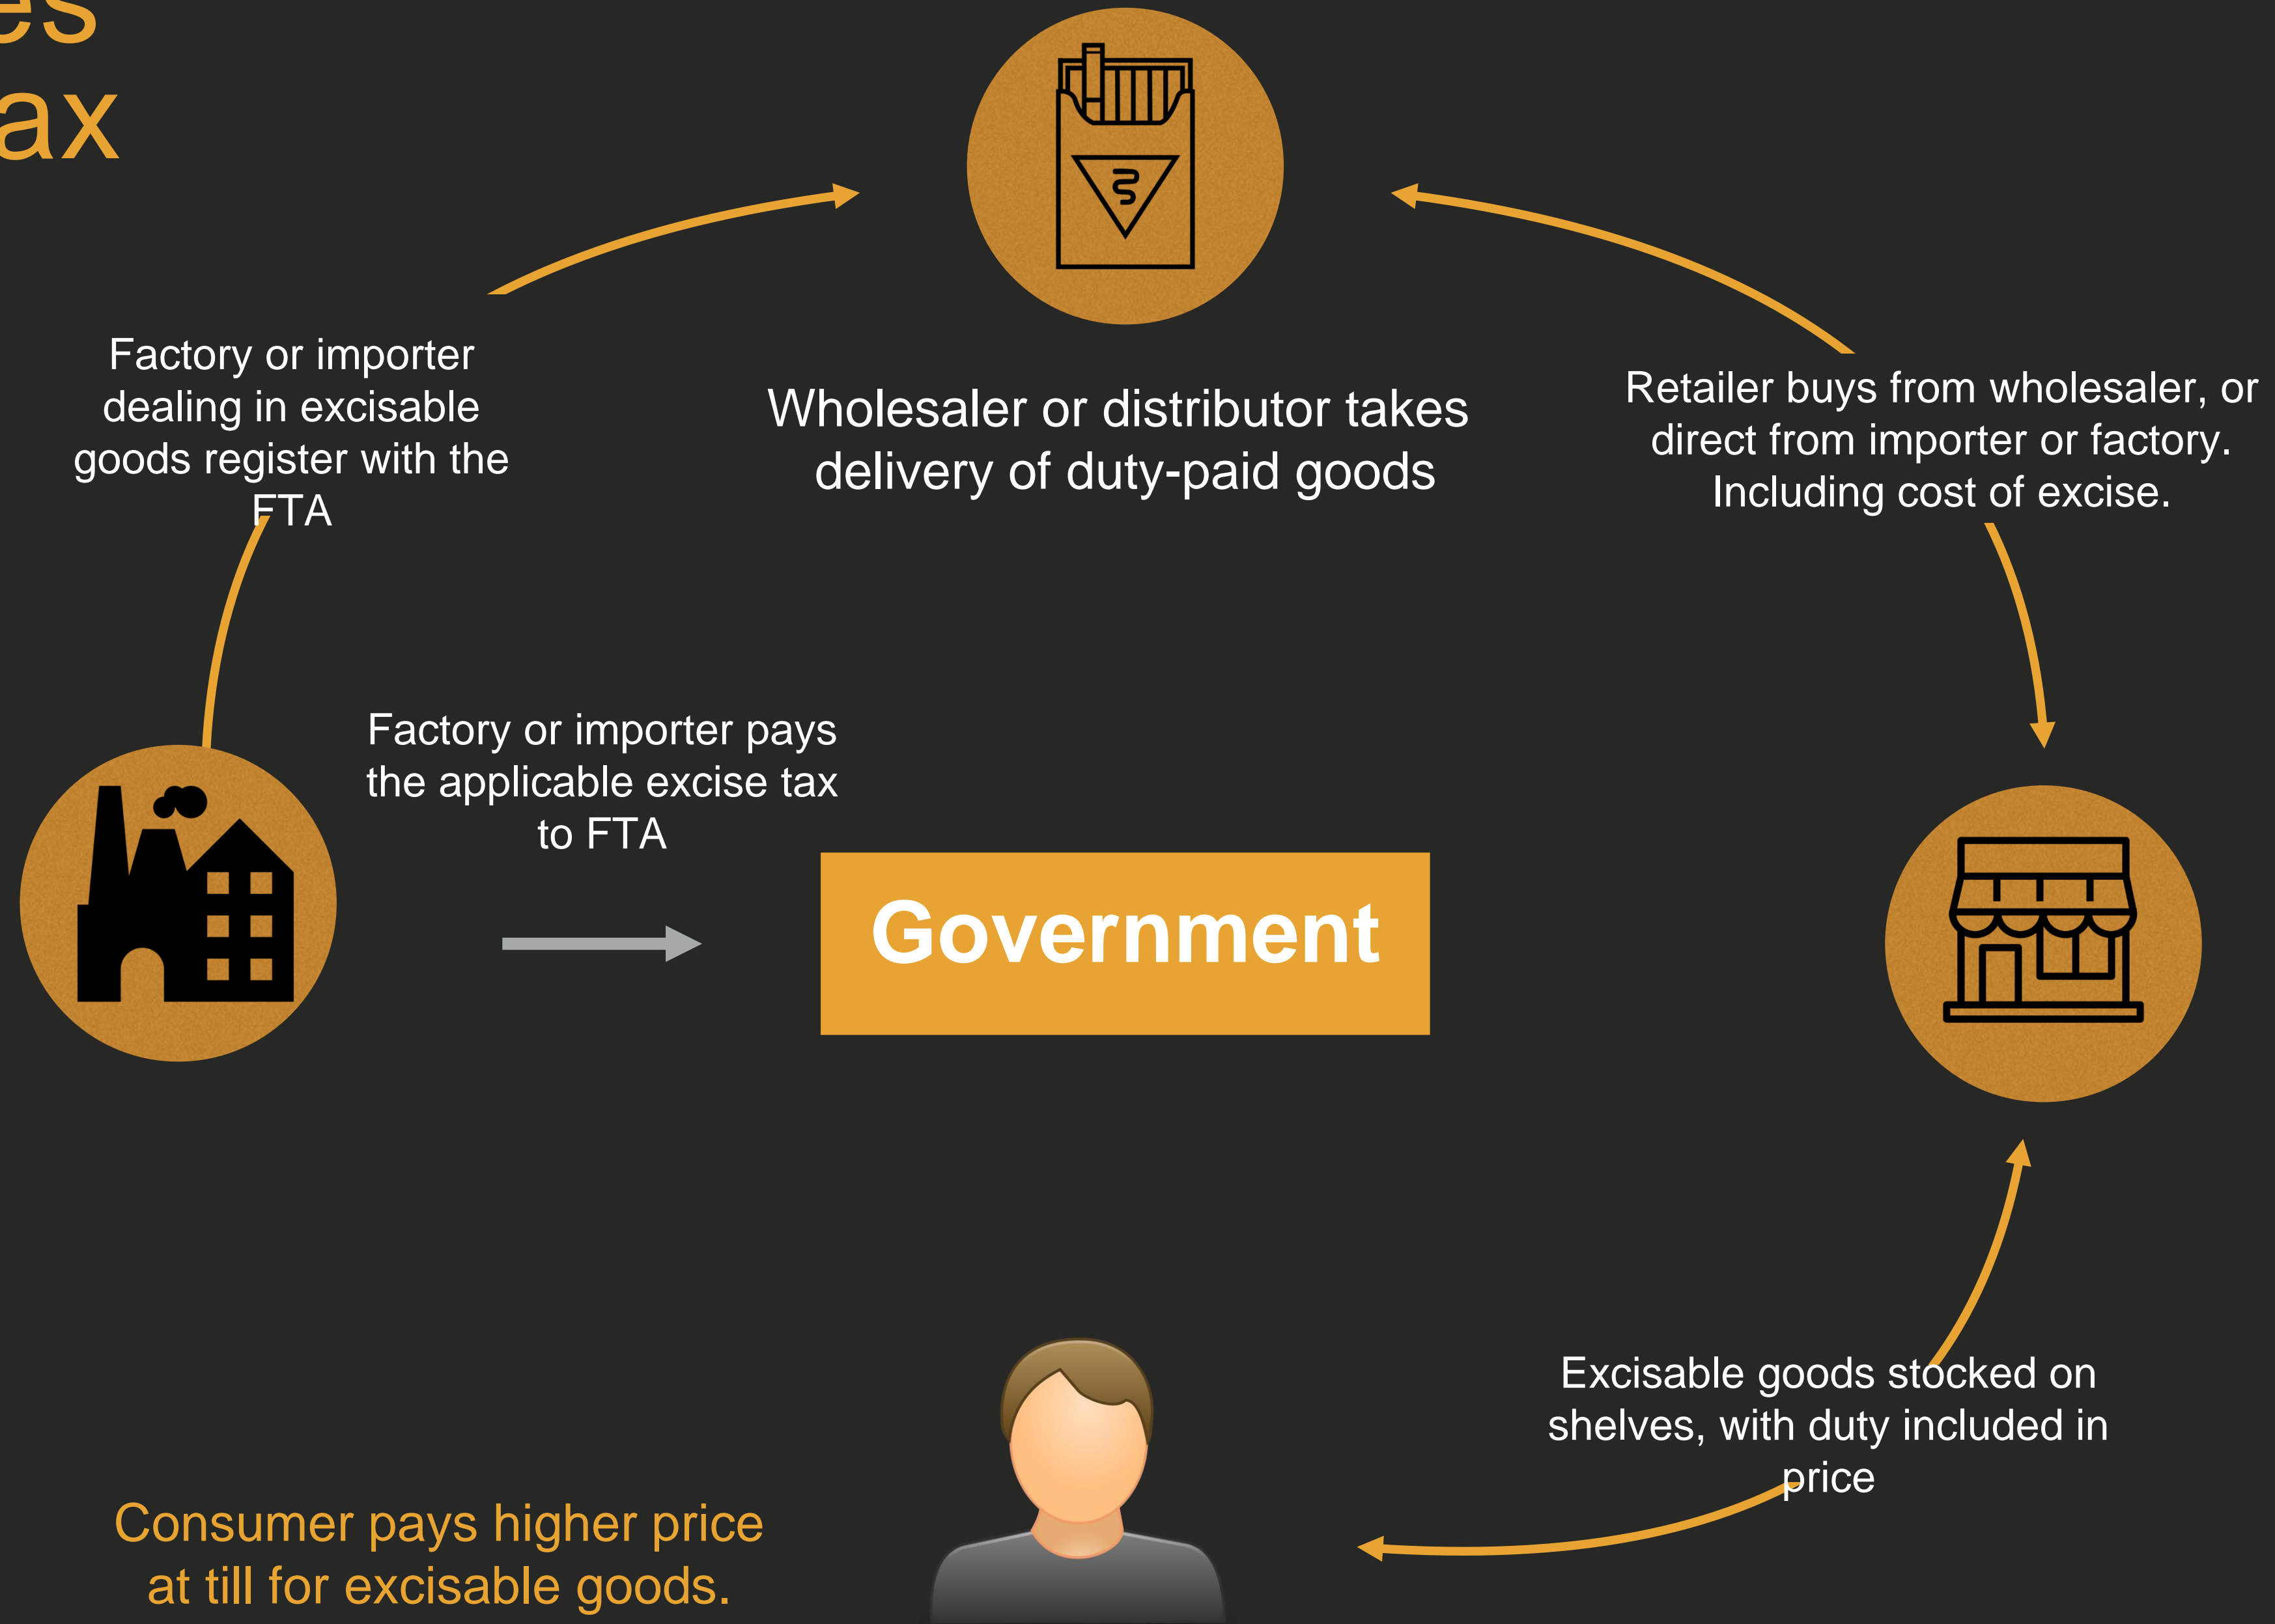 es
ax
Factory or importer
dealing in excisable
goods register with the
FTA
Wholesaler or distributor takes
delivery of duty-paid goods
Retailer buys from wholesaler, or
direct from importer or factory.
Including cost of excise.
Factory or importer pays
the applicable excise tax
to FTA
Government
Excisable goods stocked on
shelves, with duty included in
price
Consumer pays higher price
at till for excisable goods.